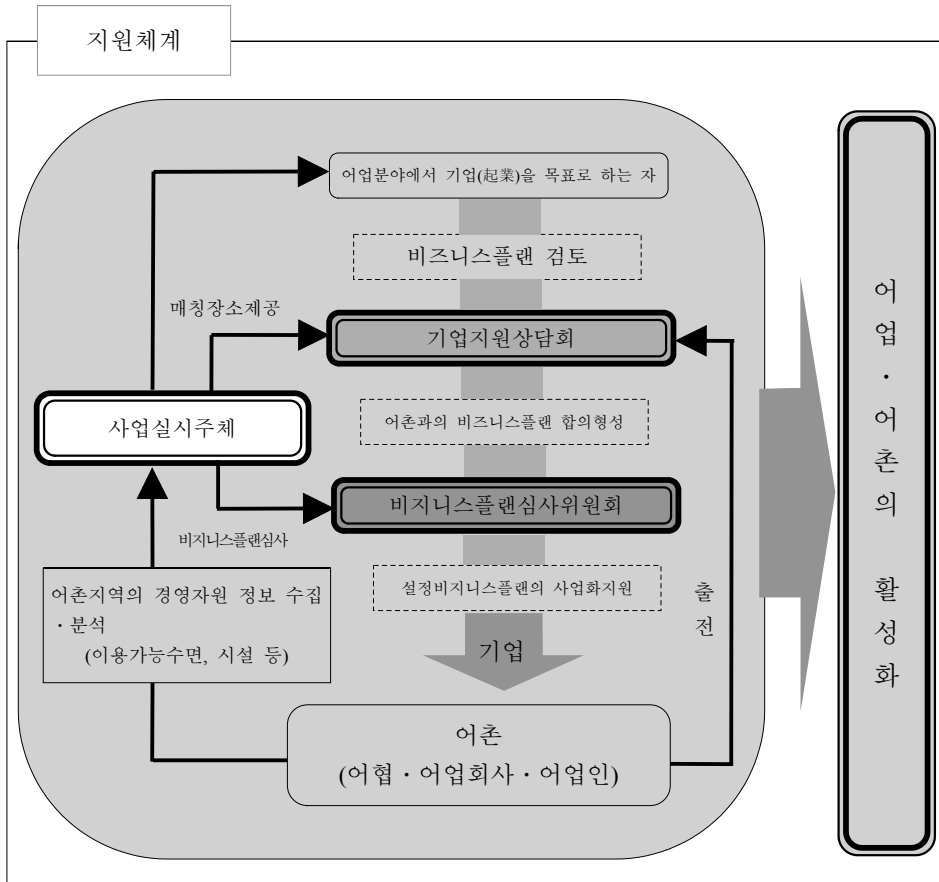 지원체계
어업분야에서 기업(起業)을 목표로 하는 자
비즈니스플랜 검토
매칭장소제공
기업지원상담회
사업실시주체
어촌과의 비즈니스플랜 합의형성
비지니스플랜심사위원회
비지니스플랜심사
어촌지역의 경영자원 정보 수집
・분석
(이용가능수면, 시설 등)
설정비지니스플랜의 사업화지원
출전
기업
어촌
(어협・어업회사・어업인)
어업・어촌의 활성화